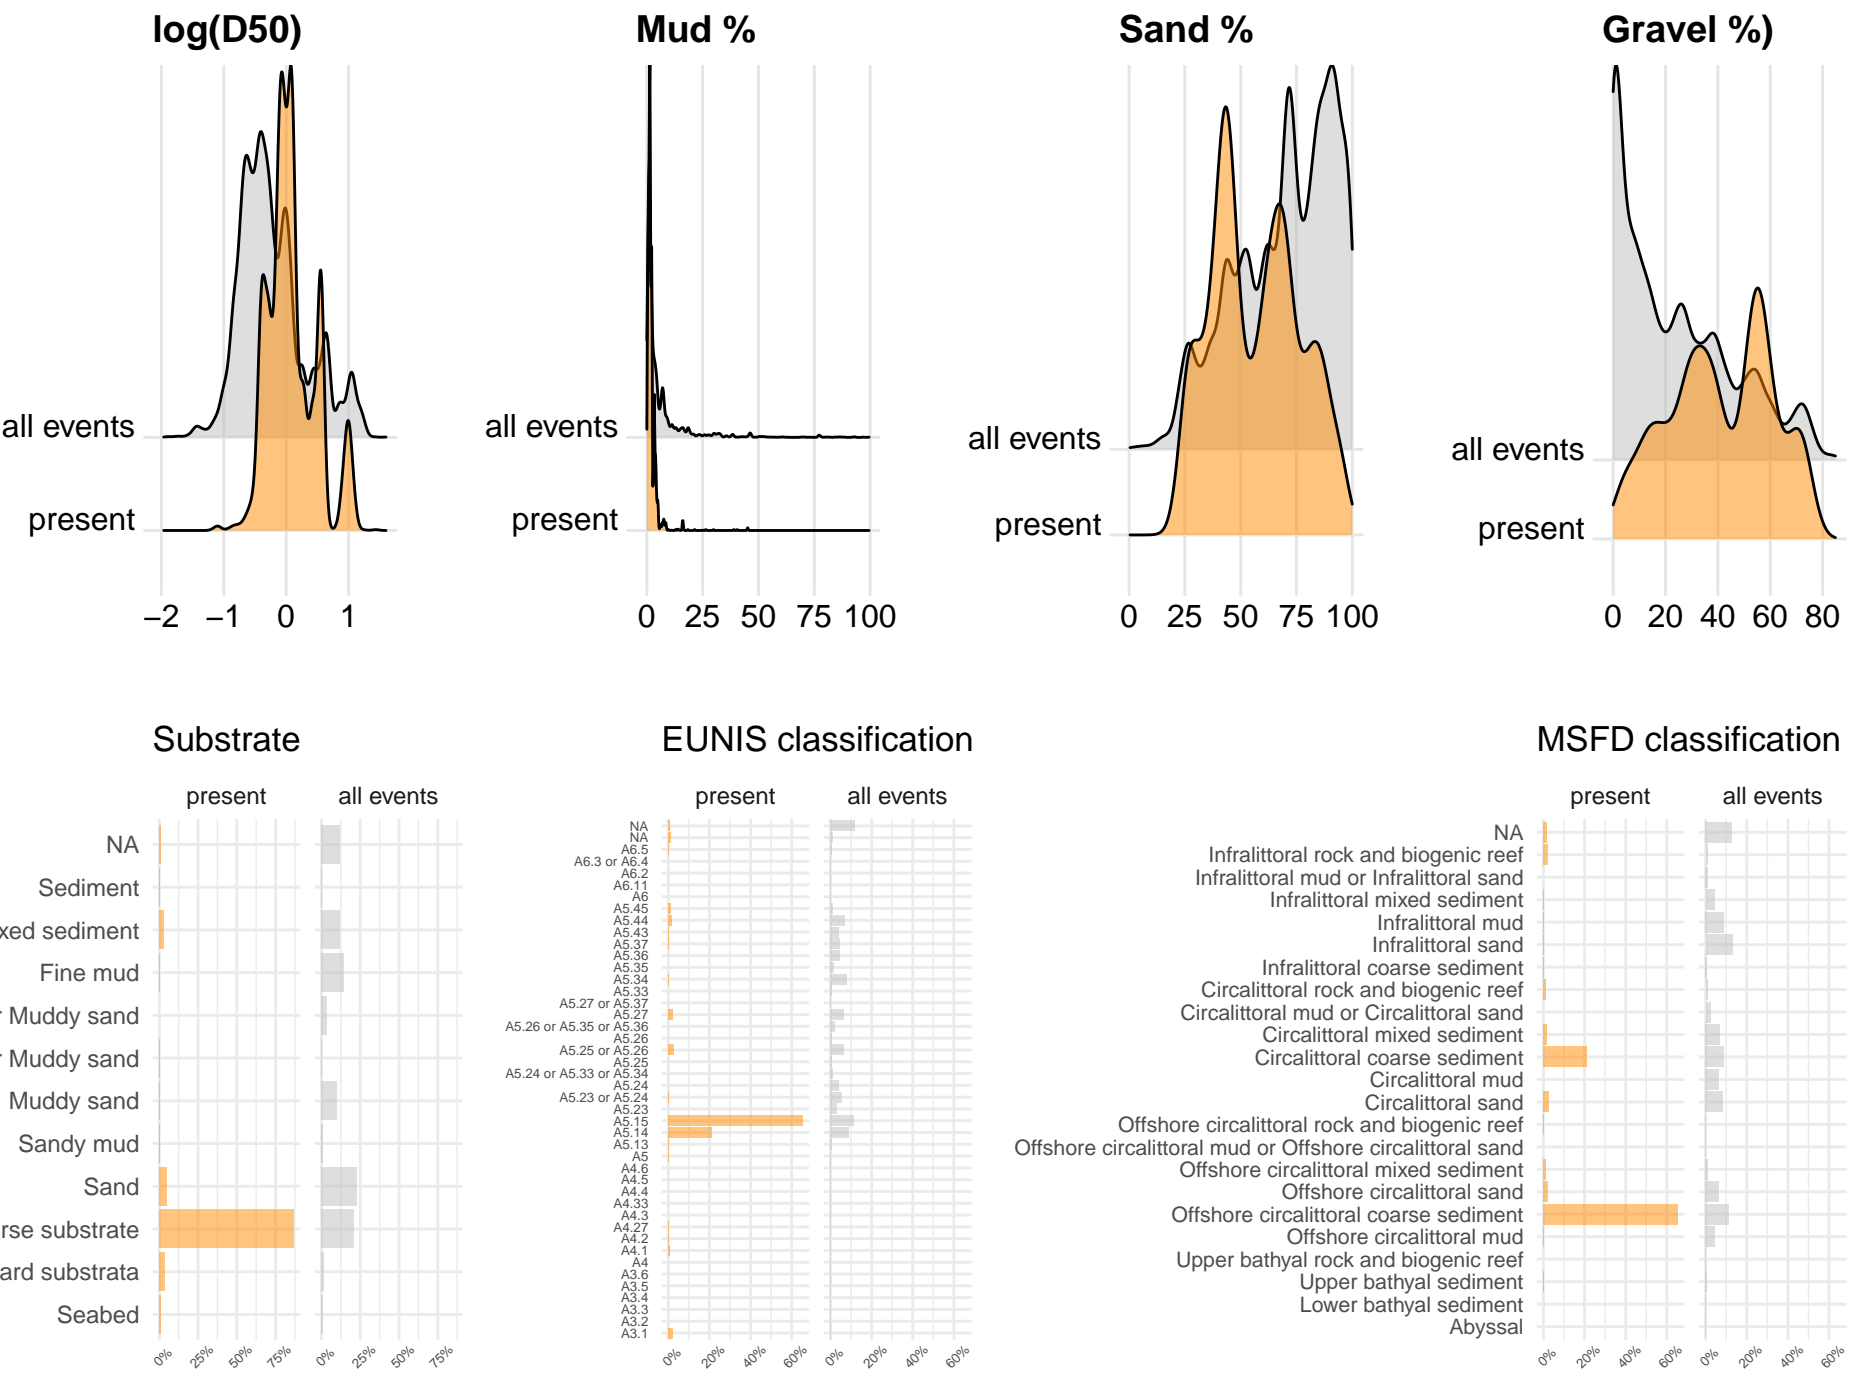 log(D50)
Mud %
Sand %
Gravel %)
all events
present
−2 −1 0 1
all events
present
0 25 50 75 100
all events
present
0 25 50 75 100
all events
present
0 20 40 60 80
Substrate
present all events
NA
Sediment
xed sediment
Fine mud
r Muddy sand
r Muddy sand
Muddy sand
Sandy mud
Sand
rse substrate
ard substrata
Seabed
0% 25% 50% 75% 0% 25% 50% 75%
EUNIS classification
present all events
NA
NA
A6.5
A6.3 or A6.4
A6.2
A6.11
A6
A5.45
A5.44
A5.43
A5.37
A5.36
A5.35
A5.34
A5.33
A5.27 or A5.37
A5.27
A5.26 or A5.35 or A5.36
A5.26
A5.25 or A5.26
A5.25
A5.24 or A5.33 or A5.34
A5.24
A5.23 or A5.24
A5.23
A5.15
A5.14
A5.13
A5
A4.6
A4.5
A4.4
A4.33
A4.3
A4.27
A4.2
A4.1
A4
A3.6
A3.5
A3.4
A3.3
A3.2
A3.1
0% 20% 40% 60% 0% 20% 40% 60%
MSFD classification
present all events
NA
Infralittoral rock and biogenic reef
Infralittoral mud or Infralittoral sand
Infralittoral mixed sediment
Infralittoral mud
Infralittoral sand
Infralittoral coarse sediment
Circalittoral rock and biogenic reef
Circalittoral mud or Circalittoral sand
Circalittoral mixed sediment
Circalittoral coarse sediment
Circalittoral mud
Circalittoral sand
Offshore circalittoral rock and biogenic reef
Offshore circalittoral mud or Offshore circalittoral sand
Offshore circalittoral mixed sediment
Offshore circalittoral sand
Offshore circalittoral coarse sediment
Offshore circalittoral mud
Upper bathyal rock and biogenic reef
Upper bathyal sediment
Lower bathyal sediment
Abyssal
0% 20% 40% 60% 0% 20% 40% 60%